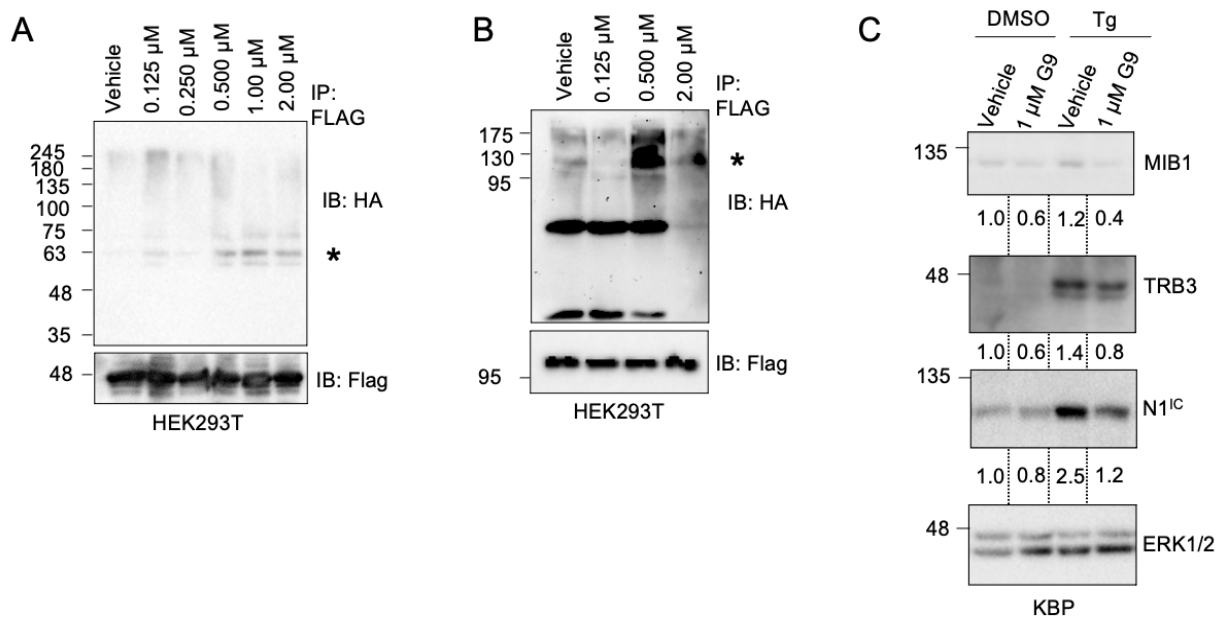 A
Vehicle
0.125 µM
0.250 µM
0.500 µM
1.00 µM
2.00 µM
IP:
FLAG
245
180
135
100
75
63
48
35
IB: HA
*
48
IB: Flag
HEK293T
B
Vehicle
0.125 µM
0.500 µM
2.00 µM
IP:
FLAG
175
130
95
*
IB: HA
95
IB: Flag
HEK293T
C
DMSO Tg
Vehicle
1 µM G9
Vehicle
1 µM G9
135
MIB1
1.0 0.6 1.2 0.4
48
TRB3
1.0 0.6 1.4 0.8
135
N1IC
1.0 0.8 2.5 1.2
48
ERK1/2
KBP